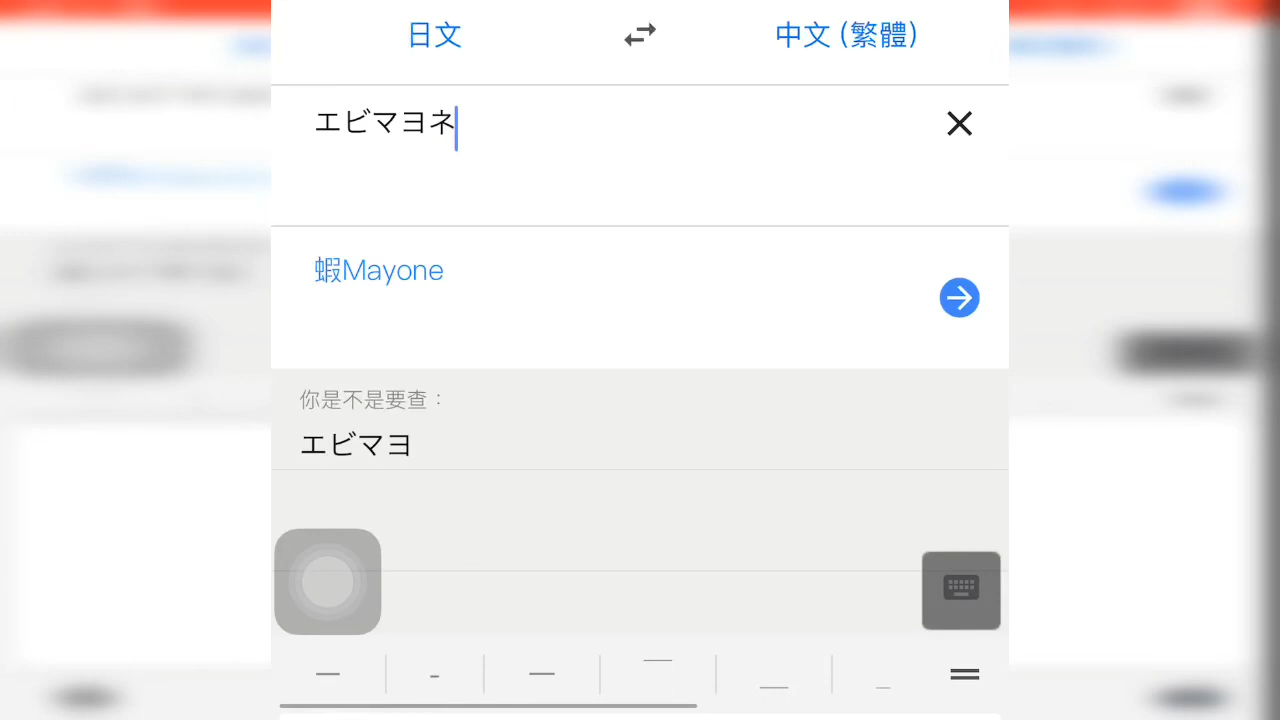 日文
中文 (繁體)
エビマヨネ
蝦Mayone
你是不是要查：
エビマヨ